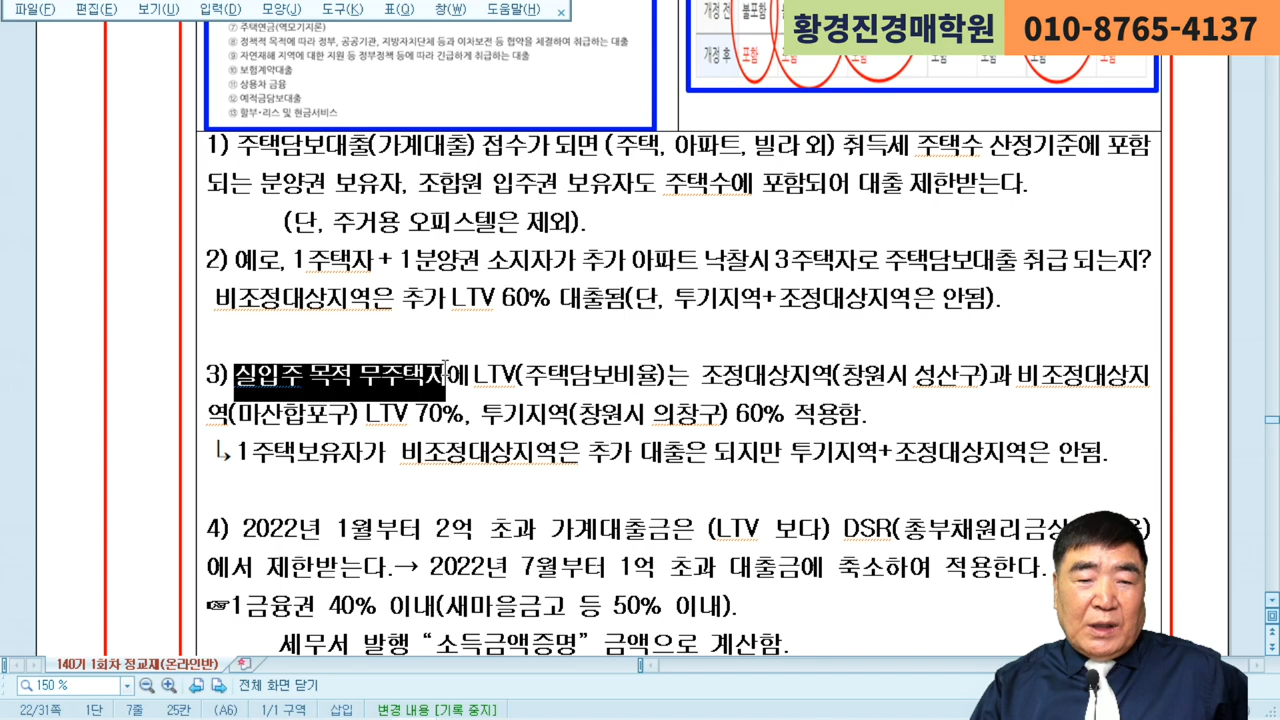 파일(F) 편집(E) 보기(U) 입력(D) 모양(J) 도구(K) 표(Q) 창(W) 도움말(H)
황경진경매학원 010-8765-4137
⑦ 주택연금(역모기지론)
⑧ 정책적 목적에 따라 정부, 공공기관, 지방자치단체 등과 이차보전 등 협약을 체결하여 취급하는 대출
⑨ 자연재해 지역에 대한 지원 등 정부정책 등에 따라 긴급하게 취급하는 대출
⑩ 보험계약대출
⑪ 상용차 금융
⑫ 예적금담보대출
⑬ 할부·리스 및 현금서비스
개정 전 불포함
개정 후 포함 포함 포함 포함 포함 포함 포함
1) 주택담보대출(가계대출) 접수가 되면 (주택, 아파트, 빌라 외) 취득세 주택수 산정기준에 포함
되는 분양권 보유자, 조합원 입주권 보유자도 주택수에 포함되어 대출 제한받는다.
(단, 주거용 오피스텔은 제외).
2) 예로, 1주택자 + 1분양권 소지자가 추가 아파트 낙찰시 3주택자로 주택담보대출 취급 되는지?
비조정대상지역은 추가 LTV 60% 대출됨(단, 투기지역+조정대상지역은 안됨).
3) 실입주 목적 무주택자에 LTV(주택담보비율)는 조정대상지역(창원시 성산구)과 비조정대상지
역(마산합포구) LTV 70%, 투기지역(창원시 의창구) 60% 적용함.
↳1주택보유자가 비조정대상지역은 추가 대출은 되지만 투기지역+조정대상지역은 안됨.
4) 2022년 1월부터 2억 초과 가계대출금은 (LTV 보다) DSR(총부채원리금상
에서 제한받는다.→ 2022년 7월부터 1억 초과 대출금에 축소하여 적용한다.
☞1금융권 40% 이내(새마을금고 등 50% 이내).
세무서 발행 “소득금액증명” 금액으로 계산함.
140기 1회차 정교재(온라인반)
150 % 전체 화면 닫기
22/31쪽 1단 7줄 25칸 (A6) 1/1 구역 삽입 변경 내용 [기록 중지]